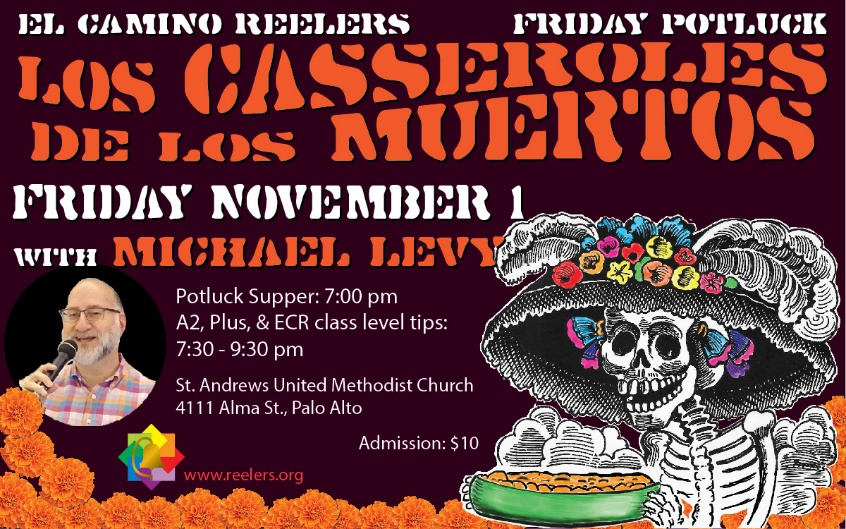 EL CAMINO REELERS FRIDAY POTLUCK
LOS CASSEROLES
DE LOS MUERTOS
FRIDAY NOVEMBER 1
WITH MICHAEL LEVY
Potluck Supper: 7:00 pm
A2, Plus, & ECR class level tips:
7:30 - 9:30 pm
St. Andrews United Methodist Church
4111 Alma St., Palo Alto
Admission: $10
www.reelers.org